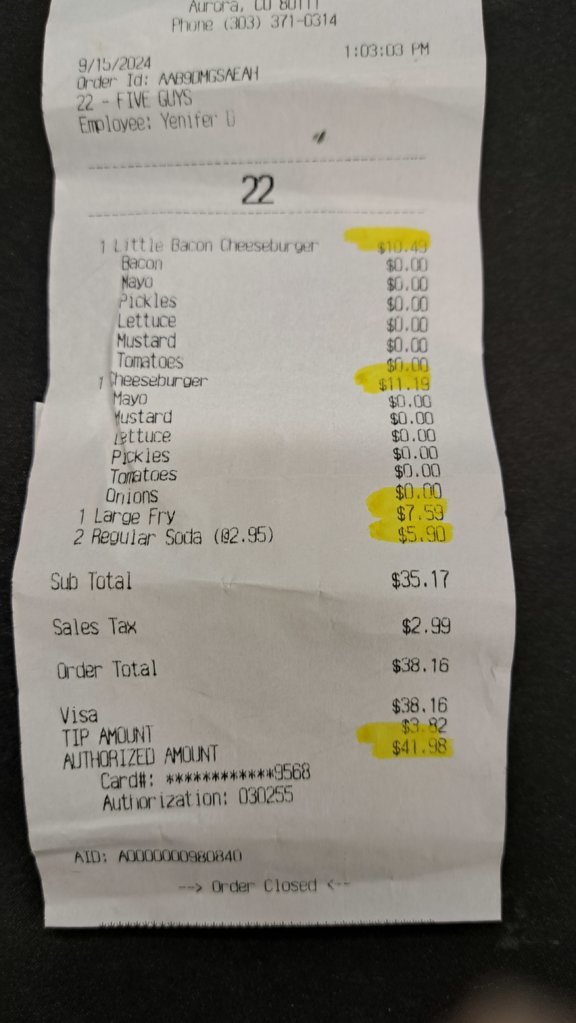 Aurora, CO 80111
Phone (303) 371-0314
9/15/2024 1:03:03 PM
Order Id: AAB9DMGSAEAH
22 - FIVE GUYS
Employee: Yenifer D
22
1 Little Bacon Cheeseburger $10.49
Bacon $0.00
Mayo $0.00
Pickles $0.00
Lettuce $0.00
Mustard $0.00
Tomatoes $0.00
1 Cheeseburger $11.19
Mayo $0.00
Mustard $0.00
Lettuce $0.00
Pickles $0.00
Tomatoes $0.00
Onions $0.00
1 Large Fry $7.59
2 Regular Soda (@2.95) $5.90
Sub Total $35.17
Sales Tax $2.99
Order Total $38.16
Visa $38.16
TIP AMOUNT $3.82
AUTHORIZED AMOUNT $41.98
Card#: ************9568
Authorization: 030255
AID: A0000000980840
--> Order Closed <--